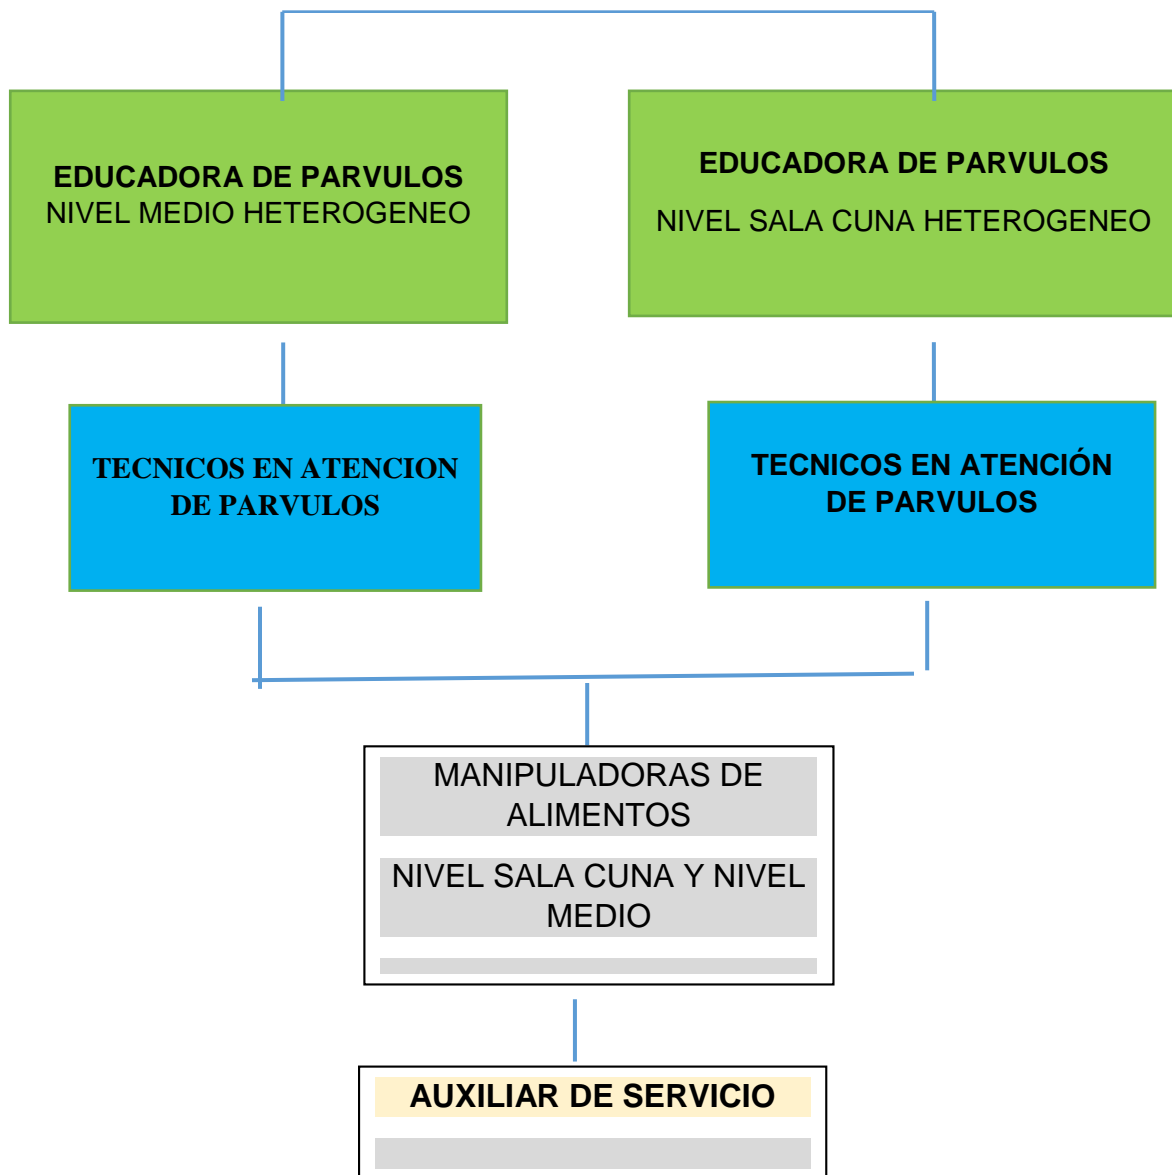 EDUCADORA DE PARVULOS
NIVEL MEDIO HETEROGENEO
EDUCADORA DE PARVULOS
NIVEL SALA CUNA HETEROGENEO
TECNICOS EN ATENCION
DE PARVULOS
TECNICOS EN ATENCIÓN
DE PARVULOS
MANIPULADORAS DE
ALIMENTOS
NIVEL SALA CUNA Y NIVEL
MEDIO
AUXILIAR DE SERVICIO